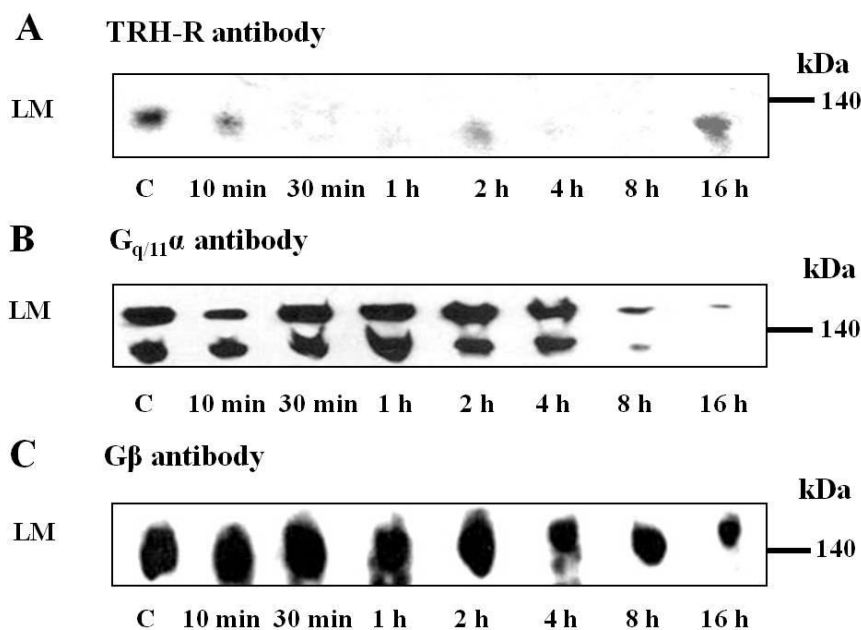 A TRH-R antibody
kDa
LM 140
C 10 min 30 min 1 h 2 h 4 h 8 h 16 h
B Gq/11α antibody
kDa
LM 140
C 10 min 30 min 1 h 2 h 4 h 8 h 16 h
C Gβ antibody
kDa
LM 140
C 10 min 30 min 1 h 2 h 4 h 8 h 16 h